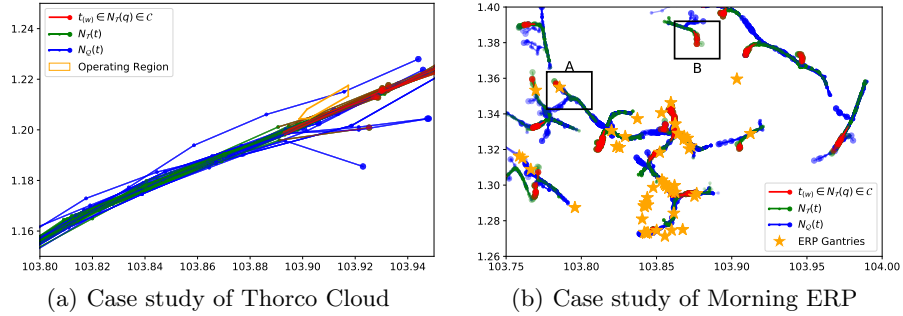 t(w) ∈ N_T(q) ∈ 𝒞
N_T(t)
N_Q(t)
Operating Region
1.24
1.22
1.20
1.18
1.16
103.80 103.82 103.84 103.86 103.88 103.90 103.92 103.94
(a) Case study of Thorco Cloud
1.40
1.38
1.36
1.34
1.32
1.30
1.28
1.26
A
B
t(w) ∈ N_T(q) ∈ 𝒞
N_T(t)
N_Q(t)
ERP Gantries
103.75 103.80 103.85 103.90 103.95 104.00
(b) Case study of Morning ERP